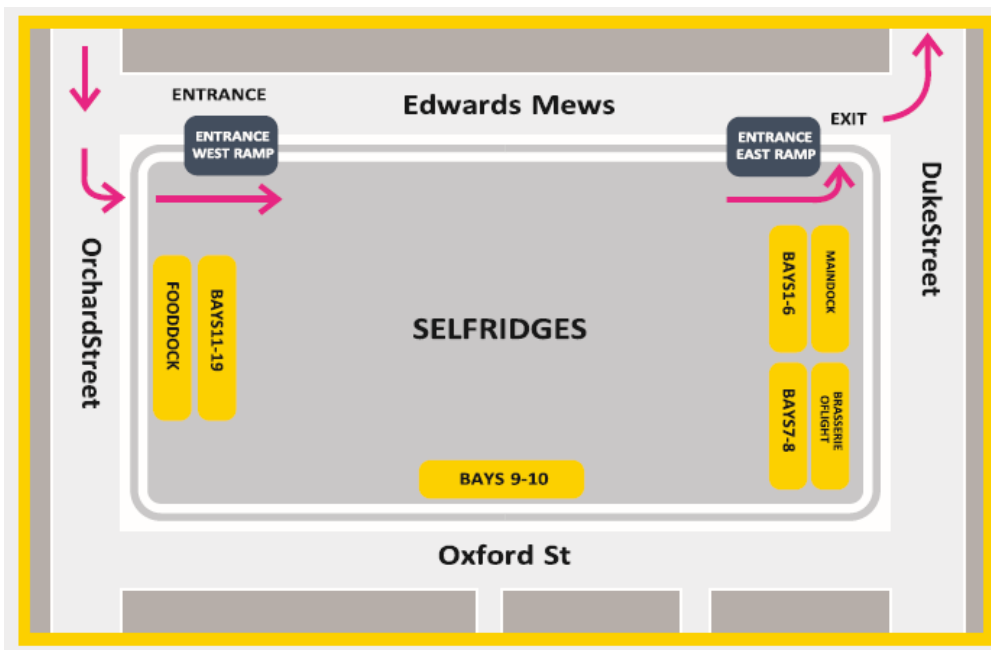 ENTRANCE
Edwards Mews
EXIT
ENTRANCE
WEST RAMP
ENTRANCE
EAST RAMP
OrchardStreet
DukeStreet
FOODDOCK
BAYS11-19
SELFRIDGES
BAYS1-6
MAINDOCK
BAYS7-8
BRASSERIE
OFLIGHT
BAYS 9-10
Oxford St